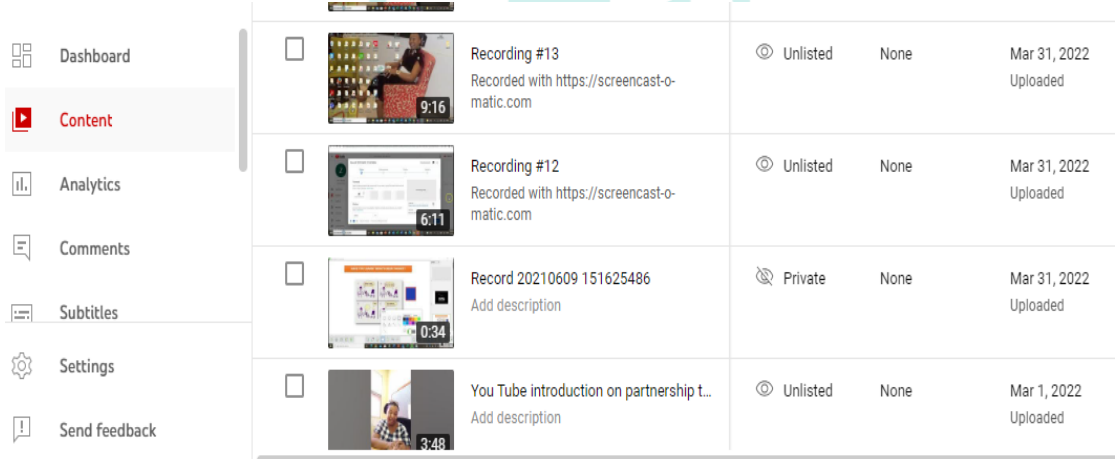 Dashboard
Content
Analytics
Comments
Subtitles
Settings
Send feedback
9:16
Recording #13
Recorded with https://screencast-o-
matic.com
Unlisted
None
Mar 31, 2022
Uploaded
6:11
Recording #12
Recorded with https://screencast-o-
matic.com
Unlisted
None
Mar 31, 2022
Uploaded
0:34
Record 20210609 151625486
Add description
Private
None
Mar 31, 2022
Uploaded
3:48
You Tube introduction on partnership t...
Add description
Unlisted
None
Mar 1, 2022
Uploaded